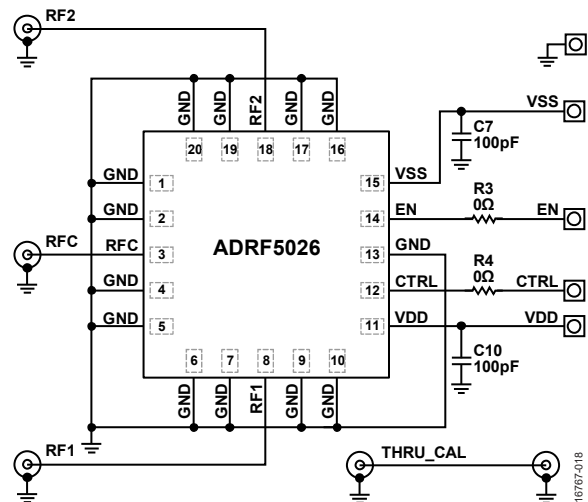 RF2
GND
GND
RF2
GND
GND
20
19
18
17
16
VSS
C7
100pF
GND
1
15
VSS
R3
0Ω
GND
2
14
EN
EN
RFC
RFC
3
ADRF5026
13
GND
R4
0Ω
GND
4
12
CTRL
CTRL
GND
5
11
VDD
VDD
C10
100pF
6
7
8
9
10
GND
GND
RF1
GND
GND
RF1
THRU_CAL
16767-018